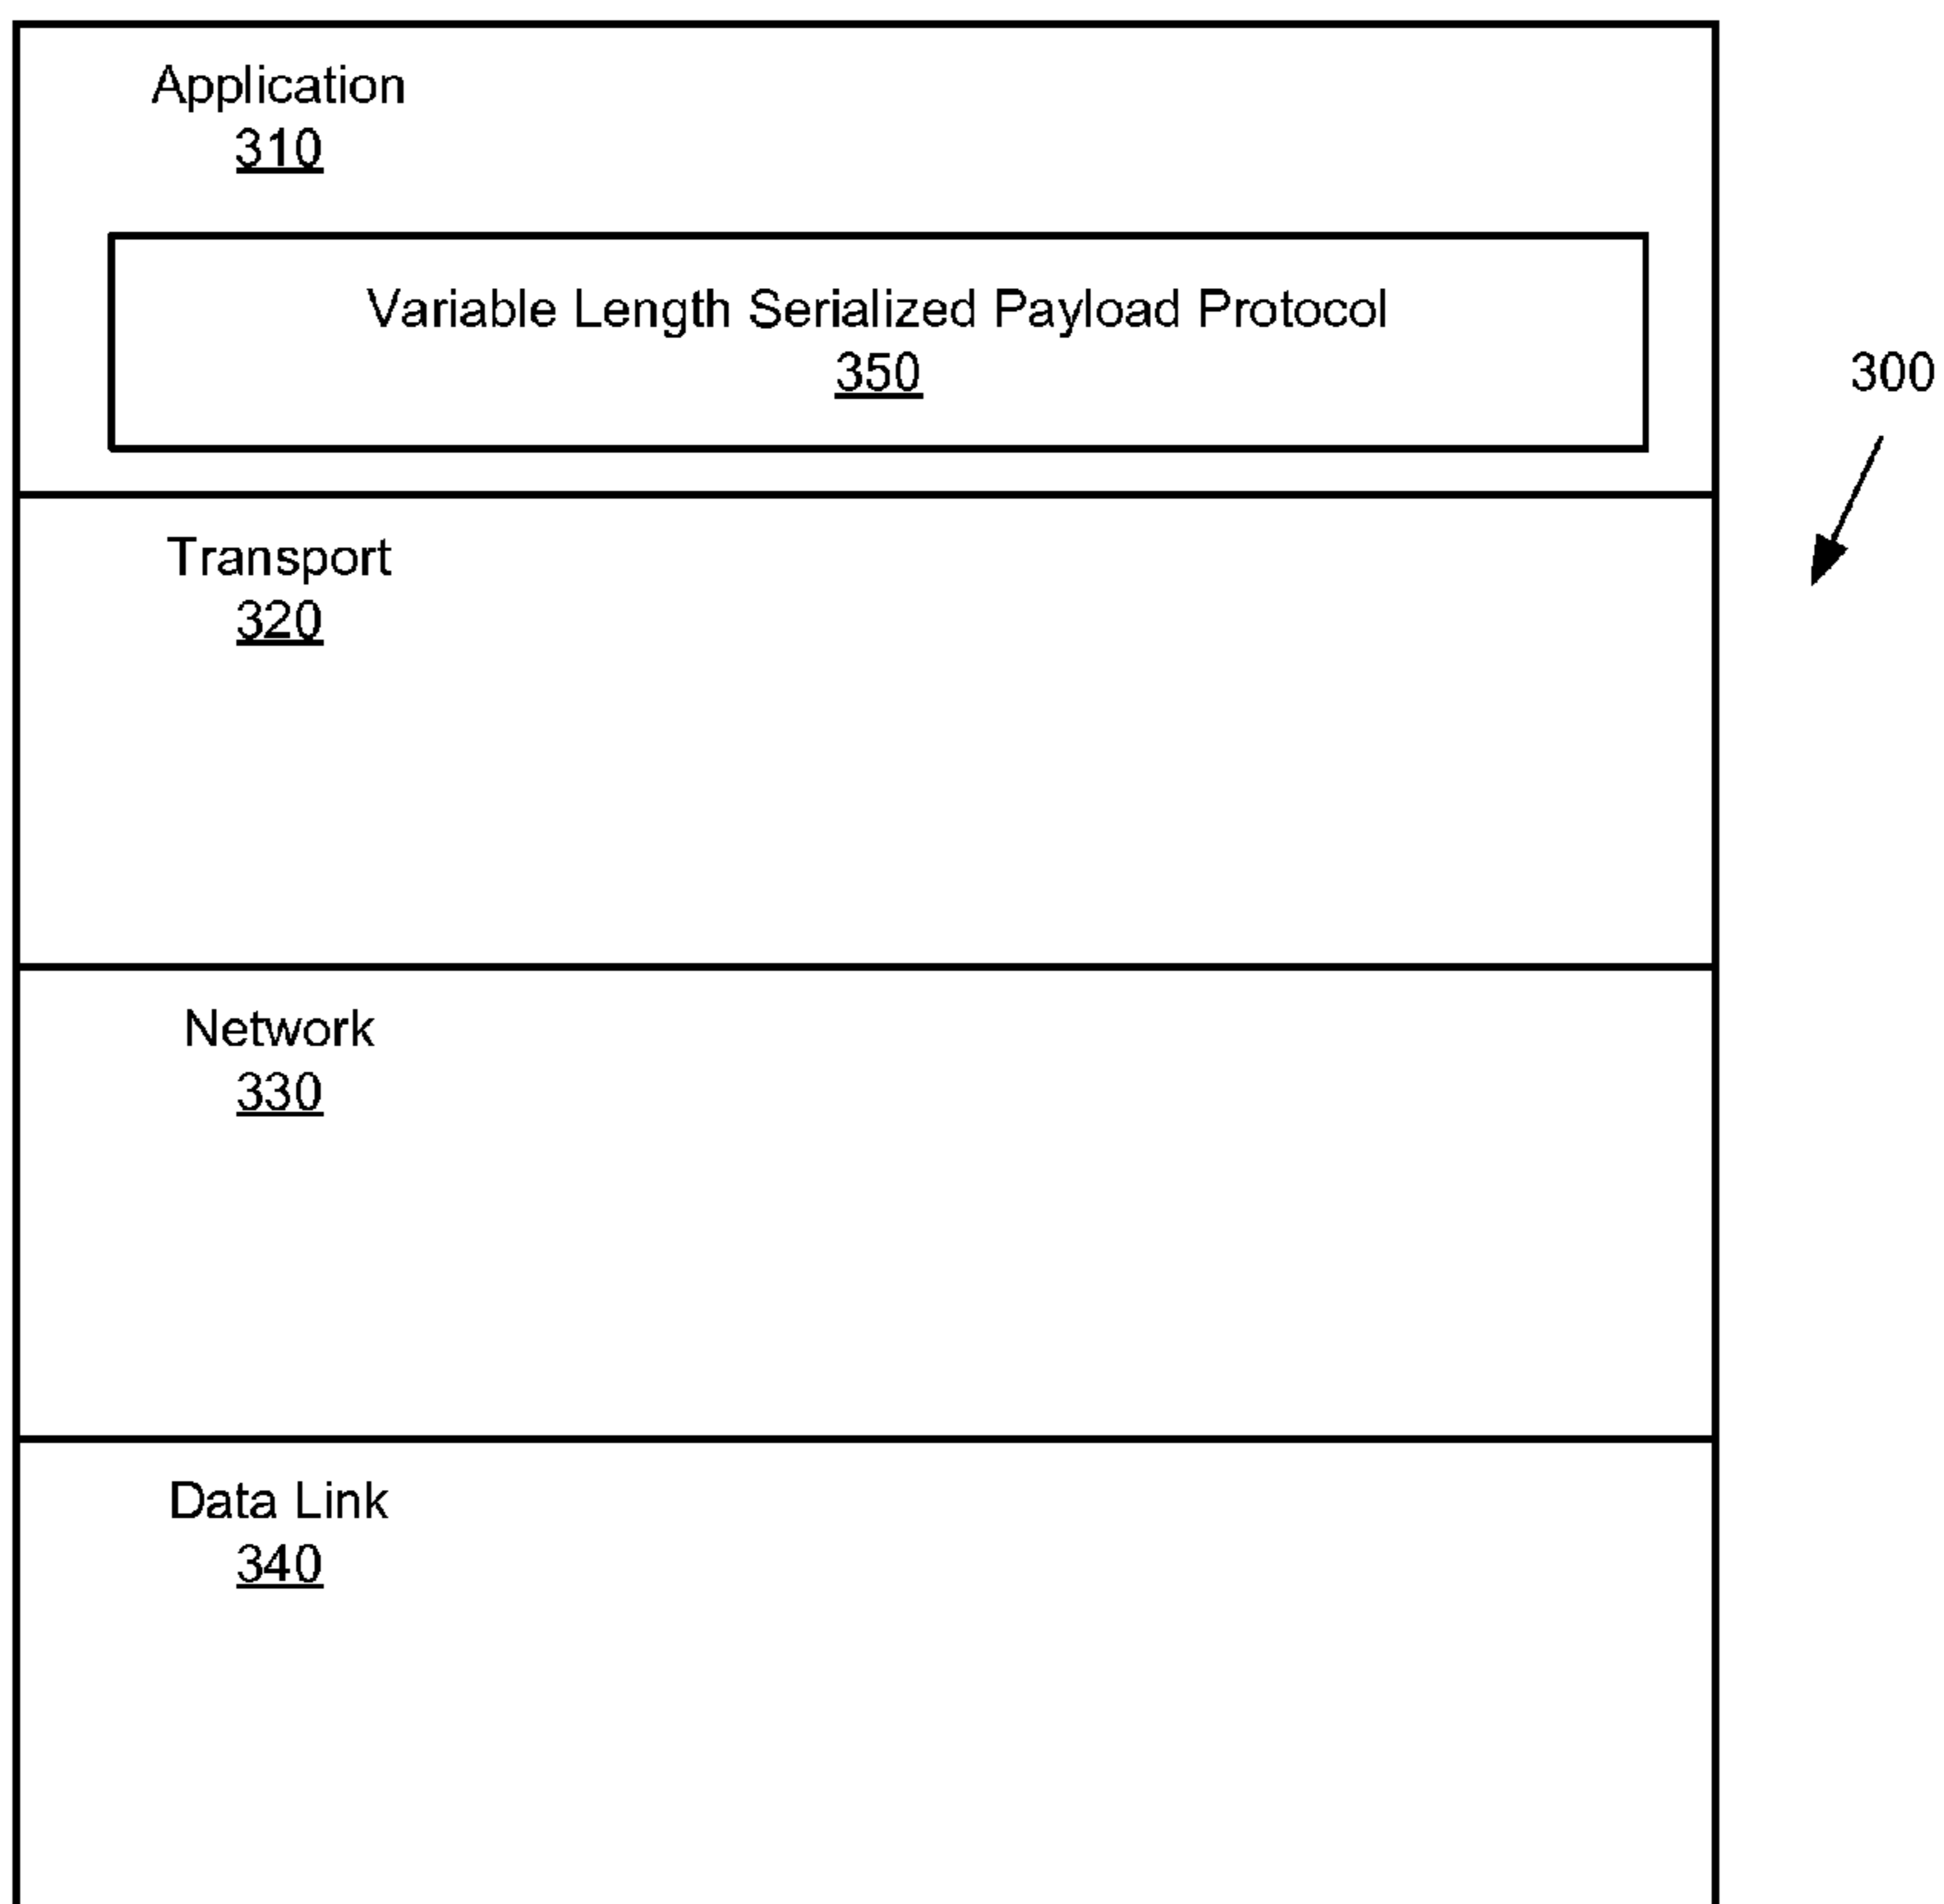 Application
310
Variable Length Serialized Payload Protocol
350
300
Transport
320
Network
330
Data Link
340